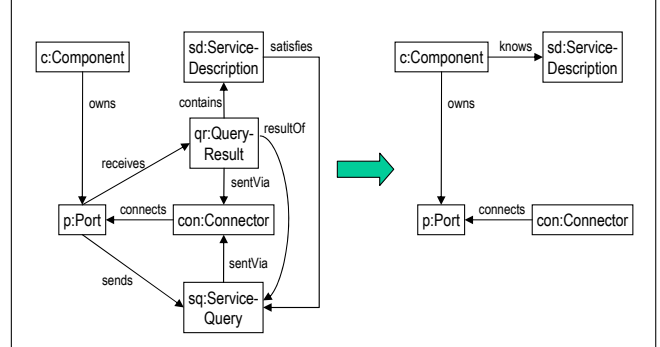 c:Component
sd:Service-
Description
satisfies
owns
contains
qr:Query-
Result
resultOf
receives
sentVia
p:Port
connects
con:Connector
sentVia
sends
sq:Service-
Query
c:Component
knows
sd:Service-
Description
owns
p:Port
connects
con:Connector